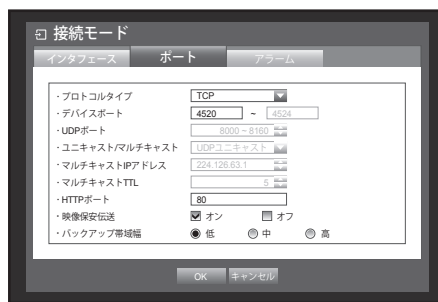 接続モード
インタフェース ポート アラーム
・プロトコルタイプ TCP
・デバイスポート 4520 ~ 4524
・UDPポート 8000 ~ 8160
・ユニキャスト/マルチキャスト UDPユニキャスト
・マルチキャストIPアドレス 224.126.63.1
・マルチキャストTTL 5
・HTTPポート 80
・映像保安伝送 オン オフ
・バックアップ帯域幅 低 中 高
OK キャンセル